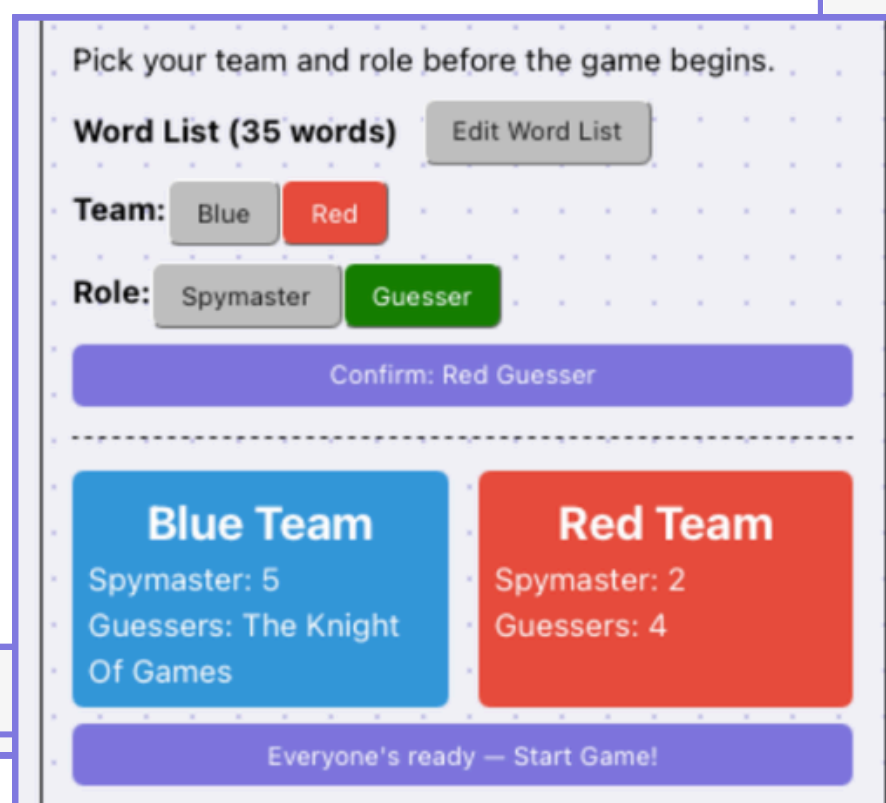 Pick your team and role before the game begins.
Word List (35 words) Edit Word List
Team: Blue Red
Role: Spymaster Guesser
Confirm: Red Guesser
Blue Team
Spymaster: 5
Guessers: The Knight
Of Games
Red Team
Spymaster: 2
Guessers: 4
Everyone's ready — Start Game!